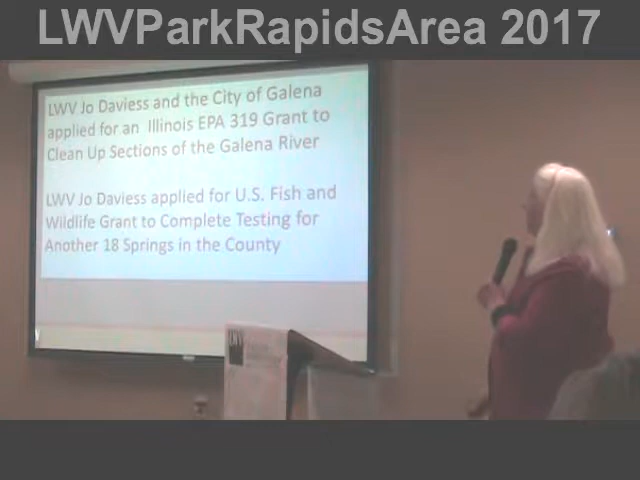 LWVParkRapidsArea 2017
LWV Jo Daviess and the City of Galena
applied for an Illinois EPA 319 Grant to
Clean Up Sections of the Galena River
LWV Jo Daviess applied for U.S. Fish and
Wildlife Grant to Complete Testing for
Another 18 Springs in the County
LWV